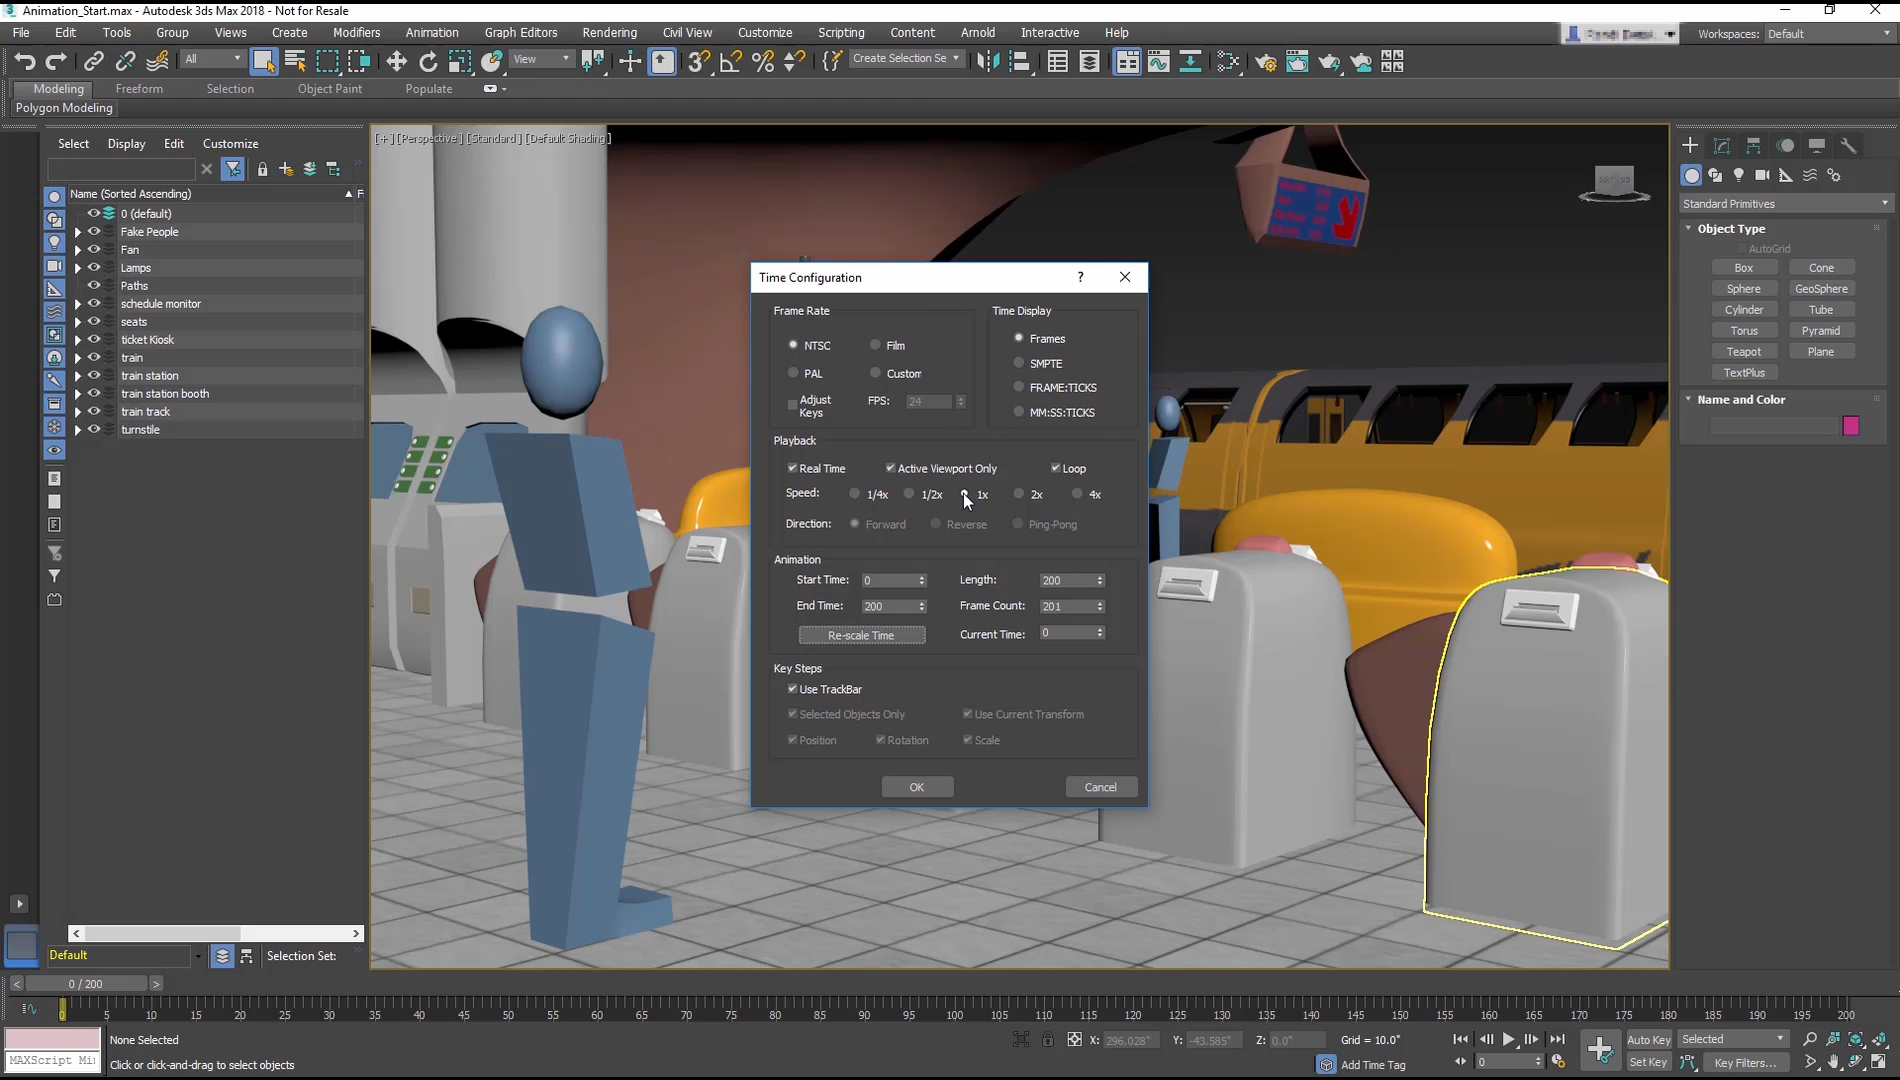 Animation_Start.max - Autodesk 3ds Max 2018 - Not for Resale
File Edit Tools Group Views Create Modifiers Animation Graph Editors Rendering Civil View Customize Scripting Content Arnold Interactive Help
Workspaces: Default
All View Create Selection Se
Modeling Freeform Selection Object Paint Populate
Polygon Modeling
Select Display Edit Customize
Name (Sorted Ascending) F
0 (default)
Fake People
Fan
Lamps
Paths
schedule monitor
seats
ticket Kiosk
train
train station
train station booth
train track
turnstile
Default Selection Set:
[+] [Perspective] [Standard] [Default Shading]
Time Configuration ?
Frame Rate
NTSC Film
PAL Custom
Adjust Keys
FPS: 24
Time Display
Frames
SMPTE
FRAME:TICKS
MM:SS:TICKS
Playback
Real Time Active Viewport Only Loop
Speed: 1/4x 1/2x 1x 2x 4x
Direction: Forward Reverse Ping-Pong
Animation
Start Time: 0 Length: 200
End Time: 200 Frame Count: 201
Re-scale Time Current Time: 0
Key Steps
Use TrackBar
Selected Objects Only Use Current Transform
Position Rotation Scale
OK Cancel
Standard Primitives
Object Type
AutoGrid
Box Cone
Sphere GeoSphere
Cylinder Tube
Torus Pyramid
Teapot Plane
TextPlus
Name and Color
< 0 / 200 >
0 5 10 15 20 25 30 35 40 45 50 55 60 65 70 75 80 85 90 95 100 105 110 115 120 125 130 135 140 145 150 155 160 165 170 175 180 185 190 195 200
None Selected
X: 296.028" Y: -43.585" Z: 0.0" Grid = 10.0"
Auto Key Selected
MAXScript Mi
Click or click-and-drag to select objects
Add Time Tag
0
Set Key Key Filters...